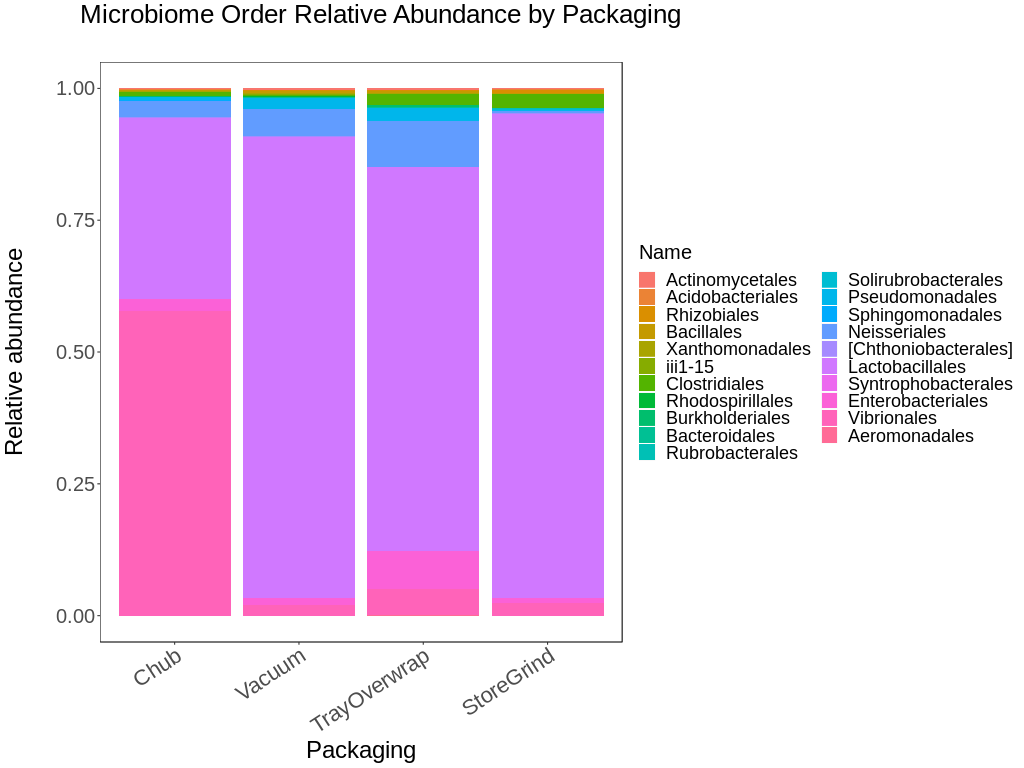 Microbiome Order Relative Abundance by Packaging
1.00
0.75
0.50
0.25
0.00
Relative abundance
Chub
Vacuum
TrayOverwrap
StoreGrind
Packaging
Name
Actinomycetales
Acidobacteriales
Rhizobiales
Bacillales
Xanthomonadales
iii1-15
Clostridiales
Rhodospirillales
Burkholderiales
Bacteroidales
Rubrobacterales
Solirubrobacterales
Pseudomonadales
Sphingomonadales
Neisseriales
[Chthoniobacterales]
Lactobacillales
Syntrophobacterales
Enterobacteriales
Vibrionales
Aeromonadales